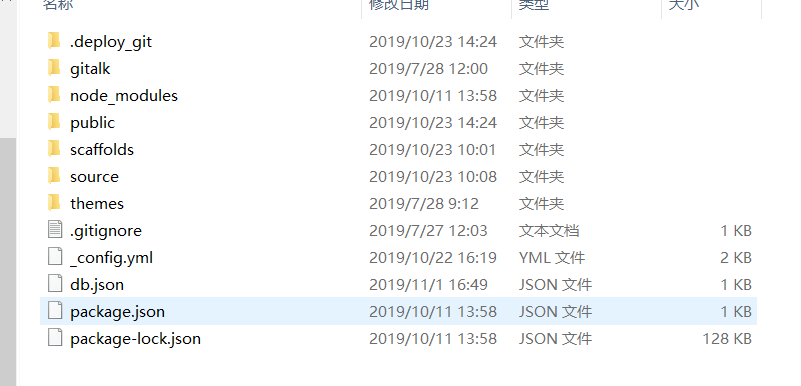 名称 修改日期 类型 大小
.deploy_git 2019/10/23 14:24 文件夹
gitalk 2019/7/28 12:00 文件夹
node_modules 2019/10/11 13:58 文件夹
public 2019/10/23 14:24 文件夹
scaffolds 2019/10/23 10:01 文件夹
source 2019/10/23 10:08 文件夹
themes 2019/7/28 9:12 文件夹
.gitignore 2019/7/27 12:03 文本文档 1 KB
_config.yml 2019/10/22 16:19 YML 文件 2 KB
db.json 2019/11/1 16:49 JSON 文件 1 KB
package.json 2019/10/11 13:58 JSON 文件 1 KB
package-lock.json 2019/10/11 13:58 JSON 文件 128 KB